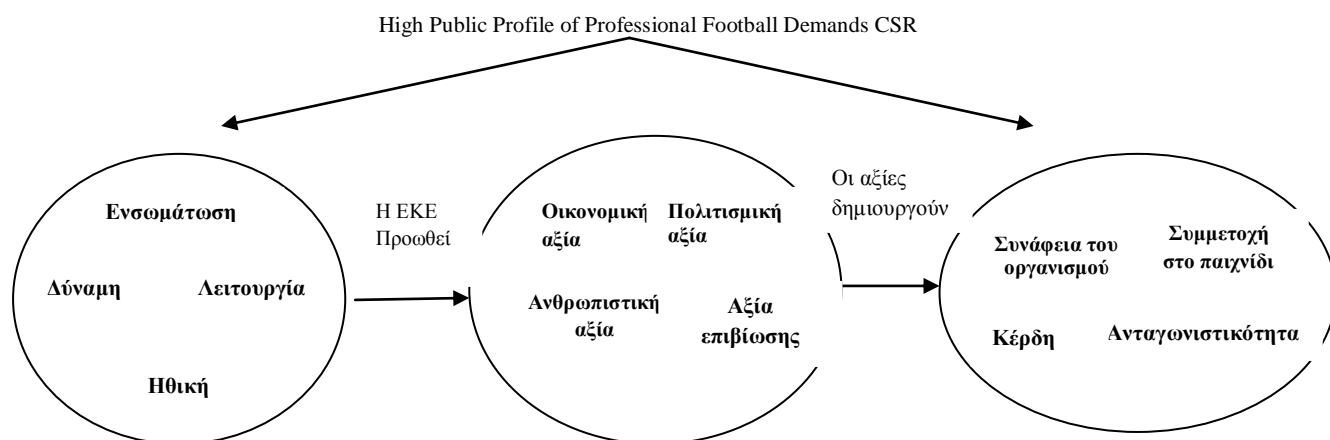 High Public Profile of Professional Football Demands CSR
Ενσωμάτωση
Δύναμη
Λειτουργία
Ηθική
Η ΕΚΕ
Προωθεί
Οικονομική
αξία
Πολιτισμική
αξία
Ανθρωπιστική
αξία
Αξία
επιβίωσης
Οι αξίες
δημιουργούν
Συνάφεια του
οργανισμού
Συμμετοχή
στο παιχνίδι
Κέρδη
Ανταγωνιστικότητα